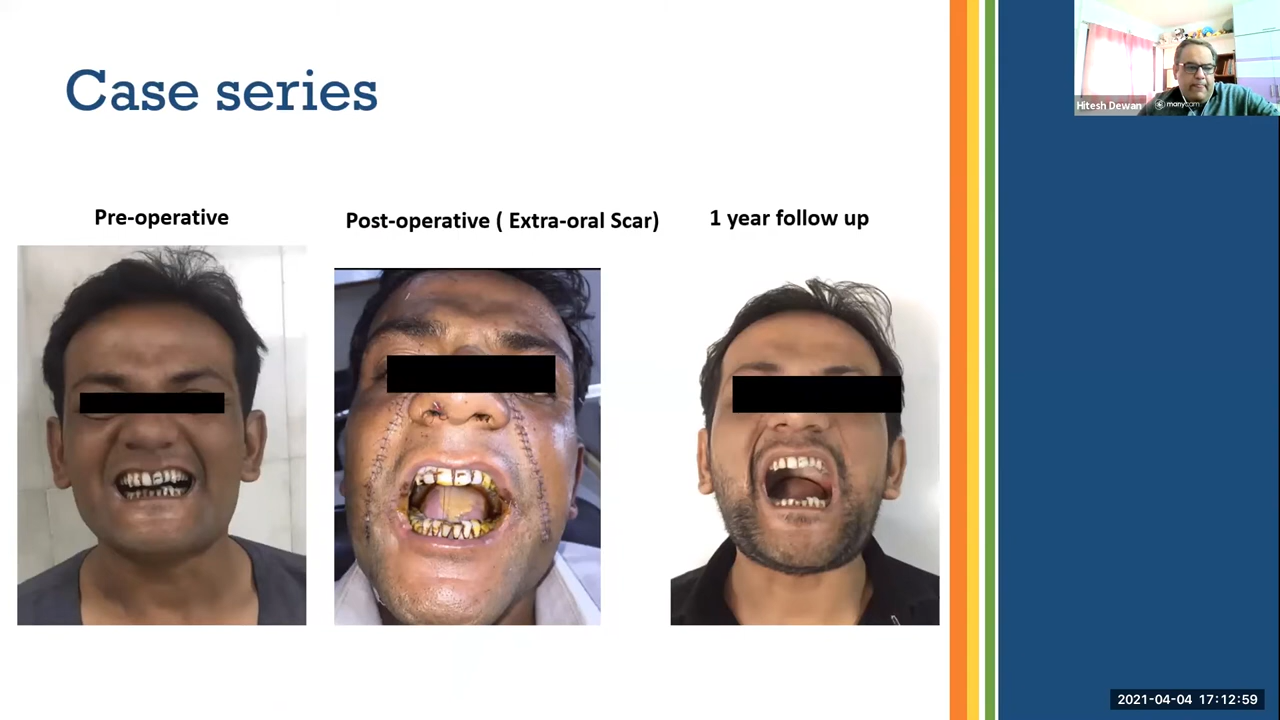 Case series
Pre-operative
Post-operative ( Extra-oral Scar)
1 year follow up
Hitesh Dewan
manycam
2021-04-04 17:12:59